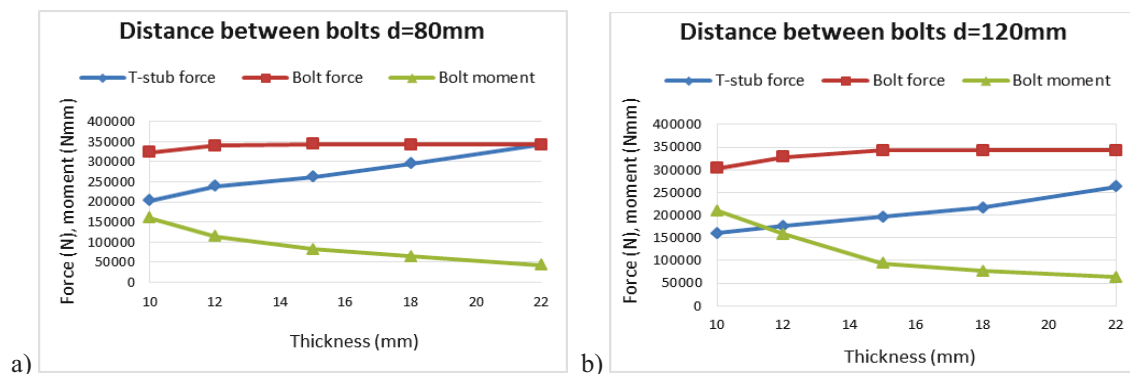 Distance between bolts d=80mm
T-stub force Bolt force Bolt moment
Force (N), moment (Nmm)
400000
350000
300000
250000
200000
150000
100000
50000
0
10 12 14 16 18 20 22
Thickness (mm)
a)
Distance between bolts d=120mm
T-stub force Bolt force Bolt moment
Force (N), moment (Nmm)
400000
350000
300000
250000
200000
150000
100000
50000
0
10 12 14 16 18 20 22
Thickness (mm)
b)